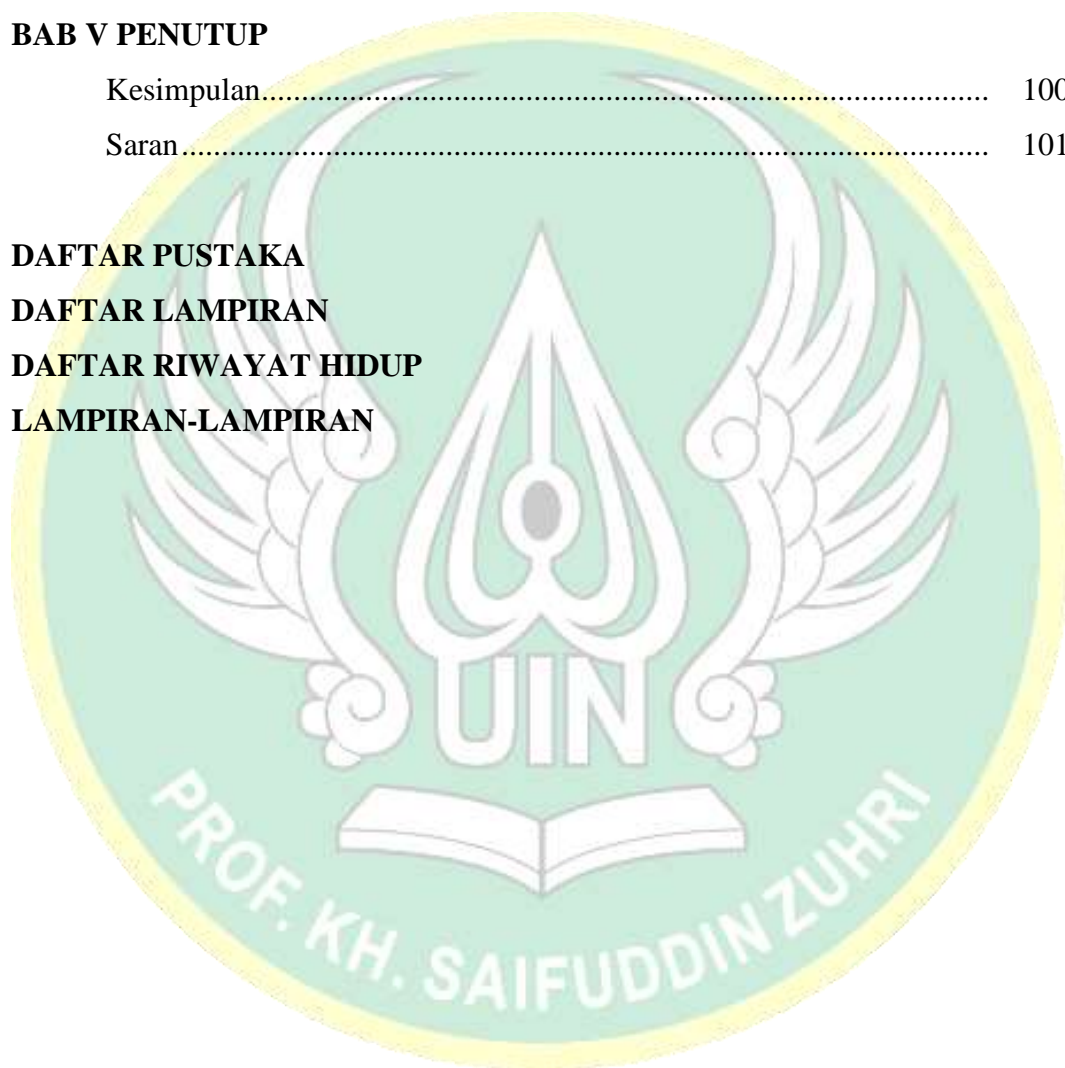 BAB V PENUTUP
Kesimpulan........................................................................................... 100
Saran..................................................................................................... 101
DAFTAR PUSTAKA
DAFTAR LAMPIRAN
DAFTAR RIWAYAT HIDUP
LAMPIRAN-LAMPIRAN
UIN
PROF. KH. SAIFUDDIN ZUHRI